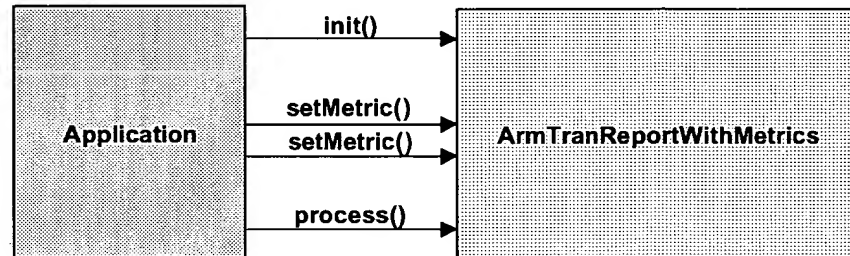 init()
setMetric()
Application
ArmTranReportWithMetrics
setMetric()
process()